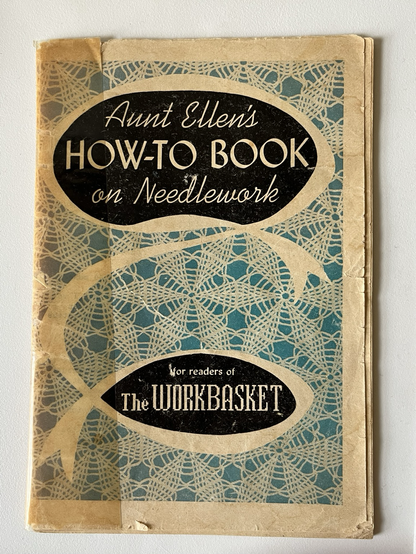 Aunt Ellen's
HOW-TO BOOK
on Needlework
for readers of
The WORKBASKET